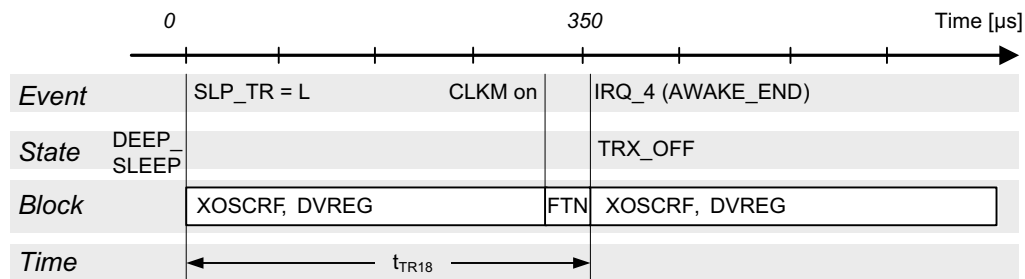 0 350 Time [µs]
Event SLP_TR = L CLKM on IRQ_4 (AWAKE_END)
State DEEP_ SLEEP TRX_OFF
Block XOSCRF, DVREG FTN XOSCRF, DVREG
Time tTR18